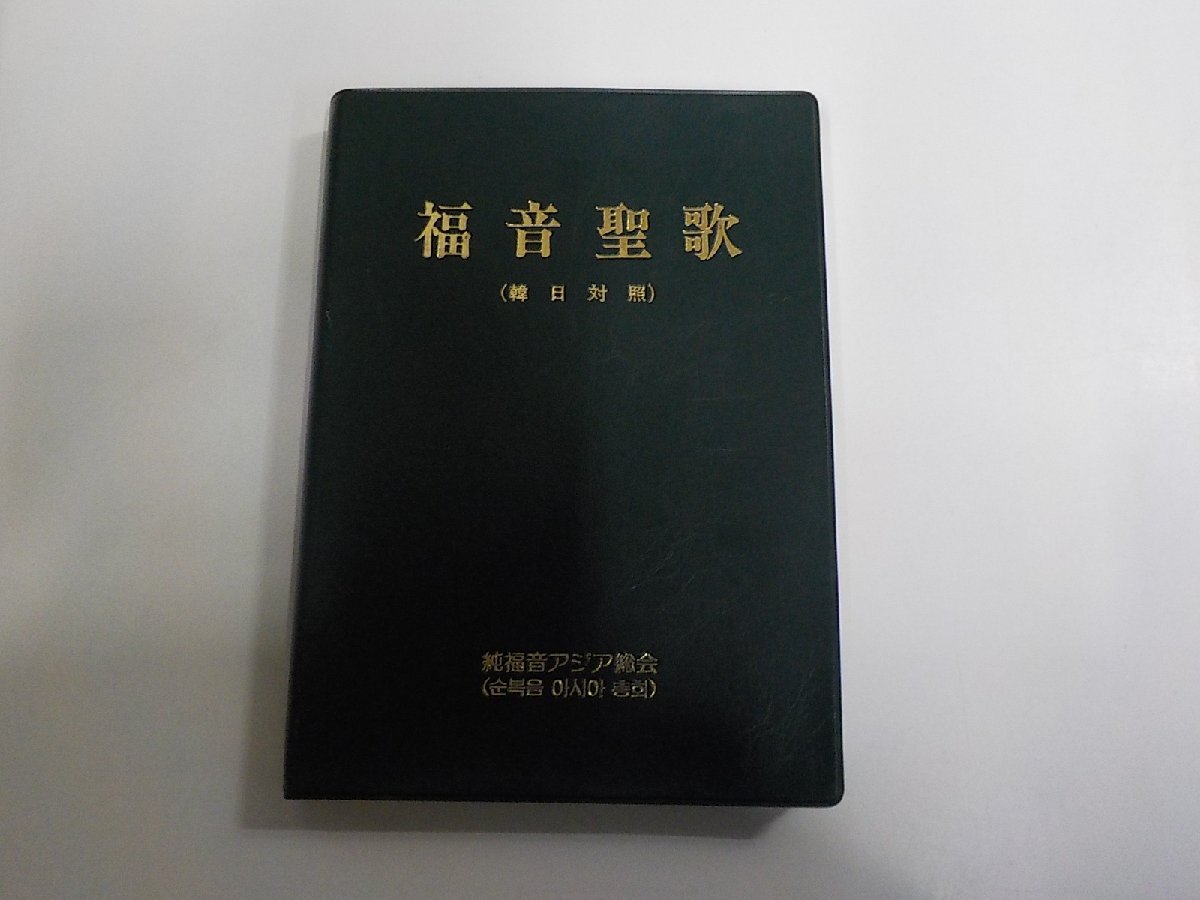 福音聖歌
(韓日対照)
純福音アジア総会
(순복음 아시아 총회)